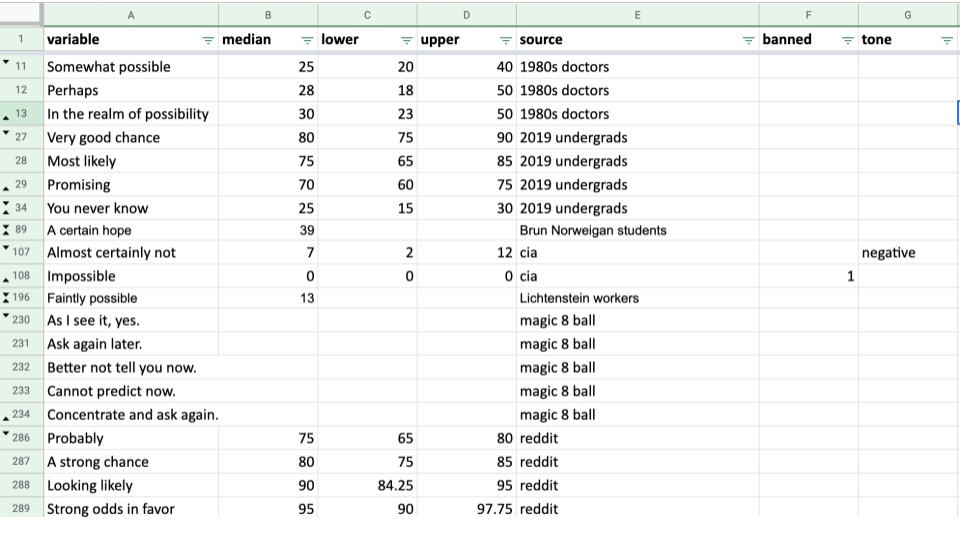 A B C D E F G
1 variable median lower upper source banned tone
11 Somewhat possible 25 20 40 1980s doctors
12 Perhaps 28 18 50 1980s doctors
13 In the realm of possibility 30 23 50 1980s doctors
27 Very good chance 80 75 90 2019 undergrads
28 Most likely 75 65 85 2019 undergrads
29 Promising 70 60 75 2019 undergrads
34 You never know 25 15 30 2019 undergrads
89 A certain hope 39 Brun Norweigan students
107 Almost certainly not 7 2 12 cia negative
108 Impossible 0 0 0 cia 1
196 Faintly possible 13 Lichtenstein workers
230 As I see it, yes. magic 8 ball
231 Ask again later. magic 8 ball
232 Better not tell you now. magic 8 ball
233 Cannot predict now. magic 8 ball
234 Concentrate and ask again. magic 8 ball
286 Probably 75 65 80 reddit
287 A strong chance 80 75 85 reddit
288 Looking likely 90 84.25 95 reddit
289 Strong odds in favor 95 90 97.75 reddit